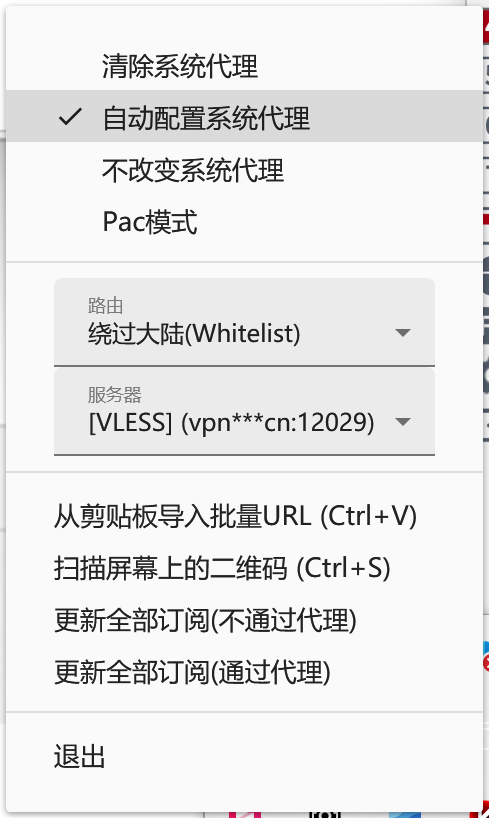 清除系统代理
自动配置系统代理
不改变系统代理
Pac模式
路由
绕过大陆(Whitelist)
服务器
[VLESS] (vpn***cn:12029)
从剪贴板导入批量URL (Ctrl+V)
扫描屏幕上的二维码 (Ctrl+S)
更新全部订阅(不通过代理)
更新全部订阅(通过代理)
退出